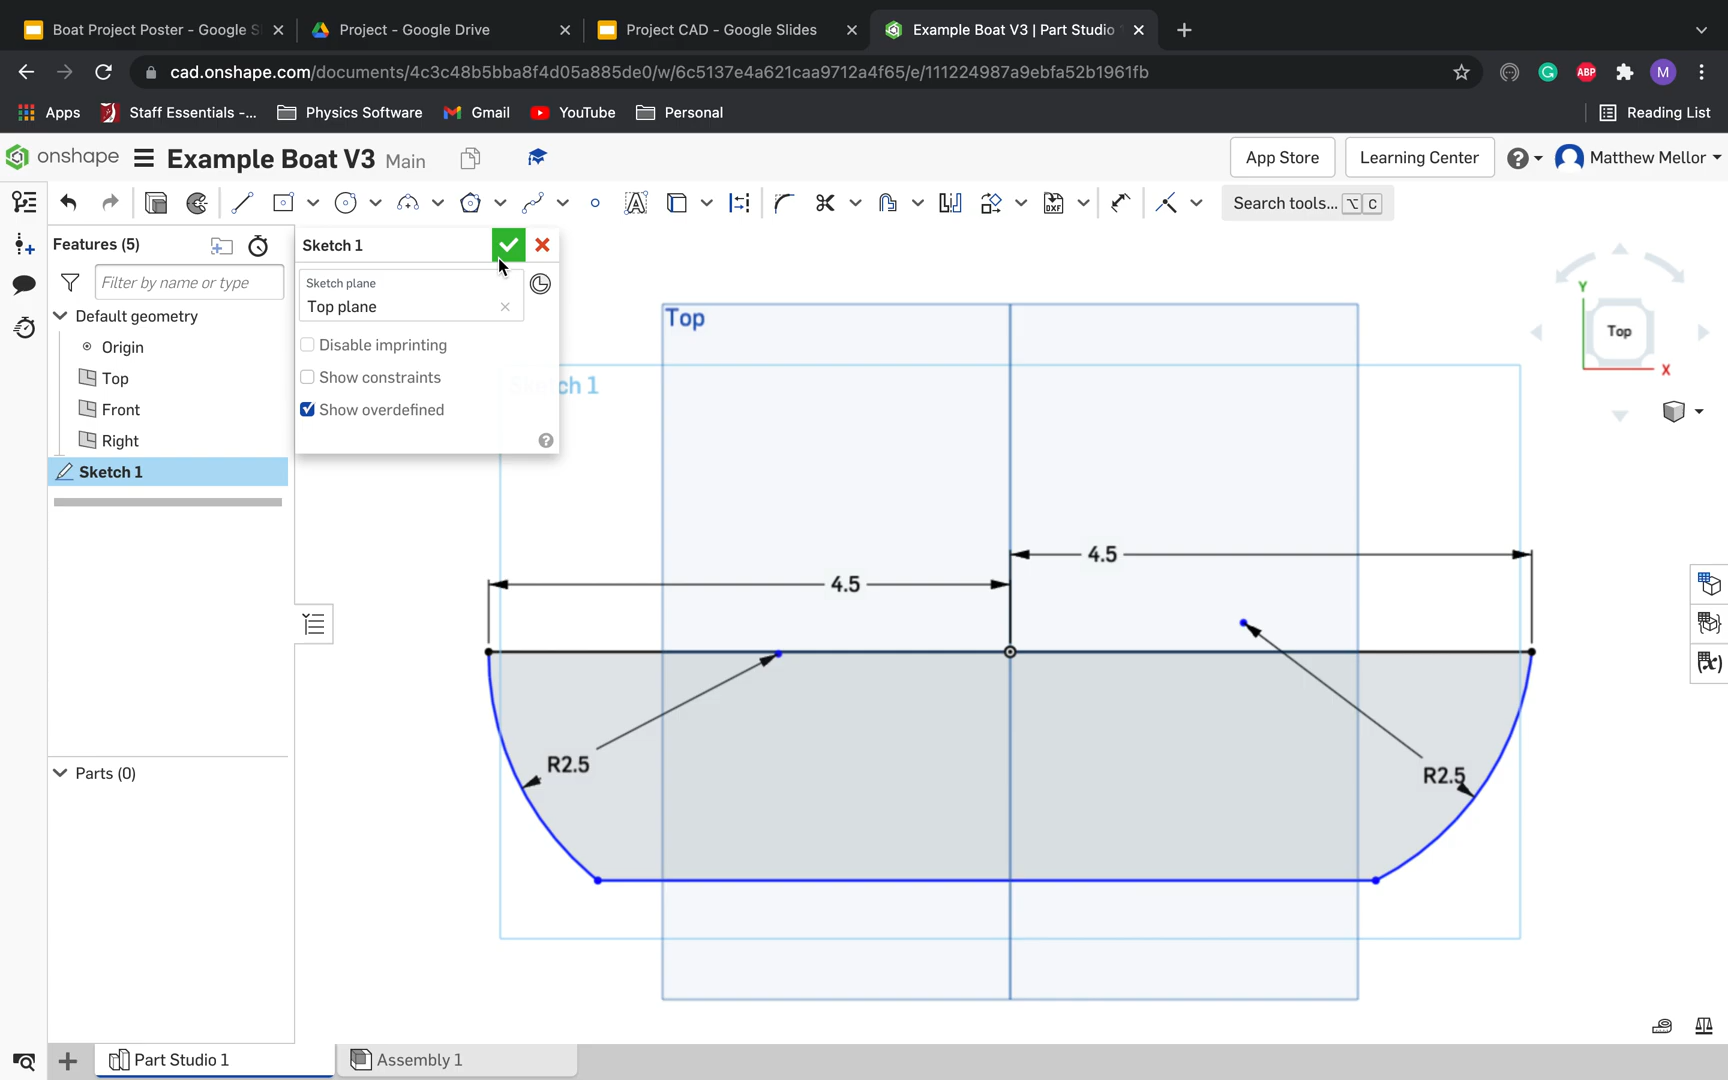 Boat Project Poster - Google Sl
Project - Google Drive
Project CAD - Google Slides
Example Boat V3 | Part Studio
cad.onshape.com/documents/4c3c48b5bba8f4d05a885de0/w/6c5137e4a621caa9712a4f65/e/111224987a9ebfa52b1961fb
ABP
M
Apps
Staff Essentials -...
Physics Software
Gmail
YouTube
Personal
Reading List
onshape
Example Boat V3 Main
App Store
Learning Center
Matthew Mellor
Search tools... ⌥ C
Features (5)
Filter by name or type
Default geometry
Origin
Top
Front
Right
Sketch 1
Parts (0)
Sketch 1
Sketch plane
Top plane
Disable imprinting
Show constraints
Show overdefined
ch 1
Top
4.5
4.5
R2.5
R2.5
Y
Top
X
Part Studio 1
Assembly 1